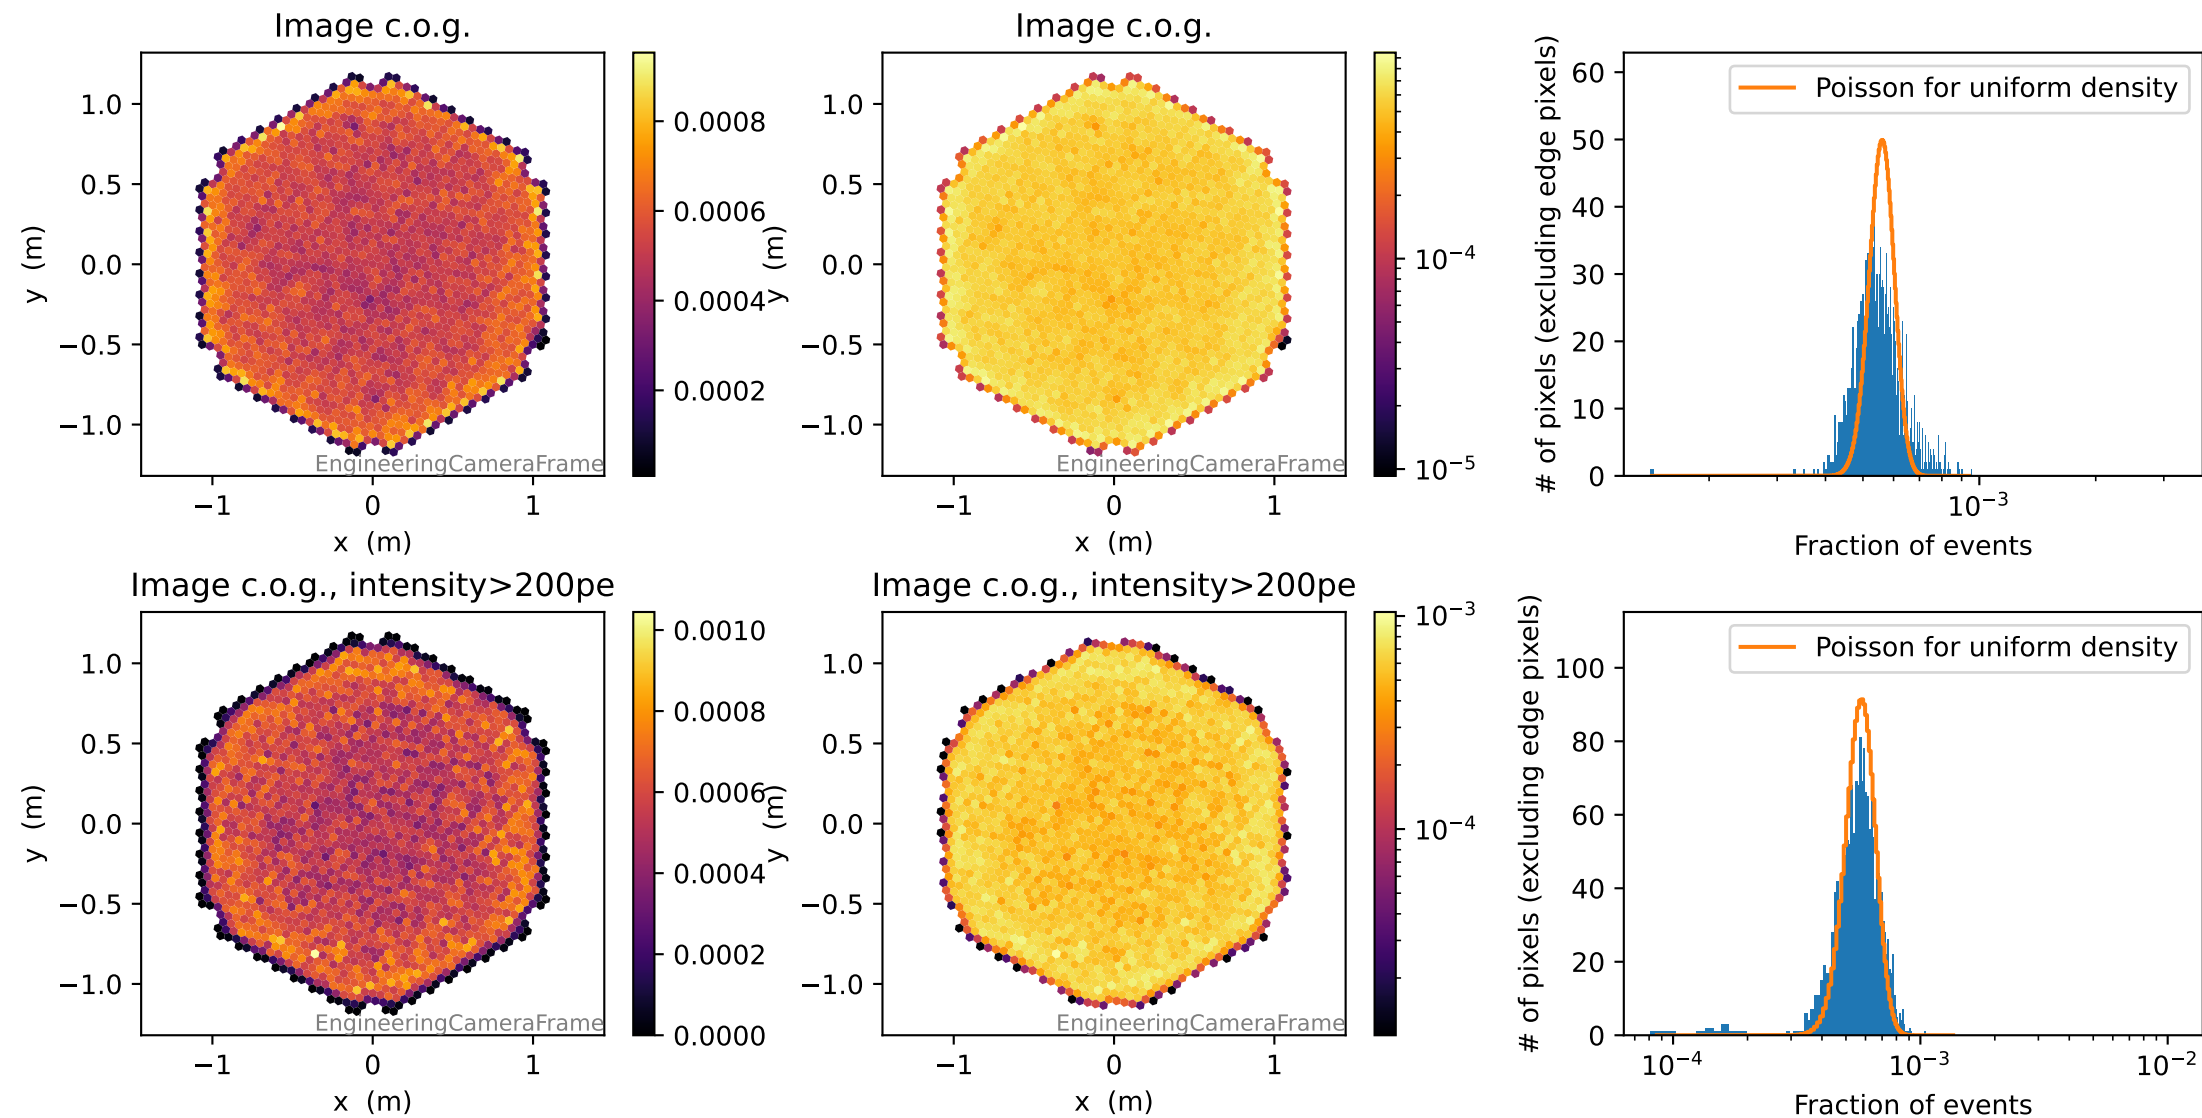 Image c.o.g.
y (m)
1.0
0.5
0.0
−0.5
−1.0
−1 0 1
x (m)
EngineeringCameraFrame
0.0008
0.0006
0.0004
0.0002
Image c.o.g.
y (m)
1.0
0.5
0.0
−0.5
−1.0
−1 0 1
x (m)
EngineeringCameraFrame
10⁻⁴
10⁻⁵
# of pixels (excluding edge pixels)
60
50
40
30
20
10
0
Poisson for uniform density
10⁻³
Fraction of events
Image c.o.g., intensity>200pe
y (m)
1.0
0.5
0.0
−0.5
−1.0
−1 0 1
x (m)
EngineeringCameraFrame
0.0010
0.0008
0.0006
0.0004
0.0002
0.0000
Image c.o.g., intensity>200pe
y (m)
1.0
0.5
0.0
−0.5
−1.0
−1 0 1
x (m)
EngineeringCameraFrame
10⁻³
10⁻⁴
# of pixels (excluding edge pixels)
100
80
60
40
20
0
Poisson for uniform density
10⁻⁴ 10⁻³ 10⁻²
Fraction of events